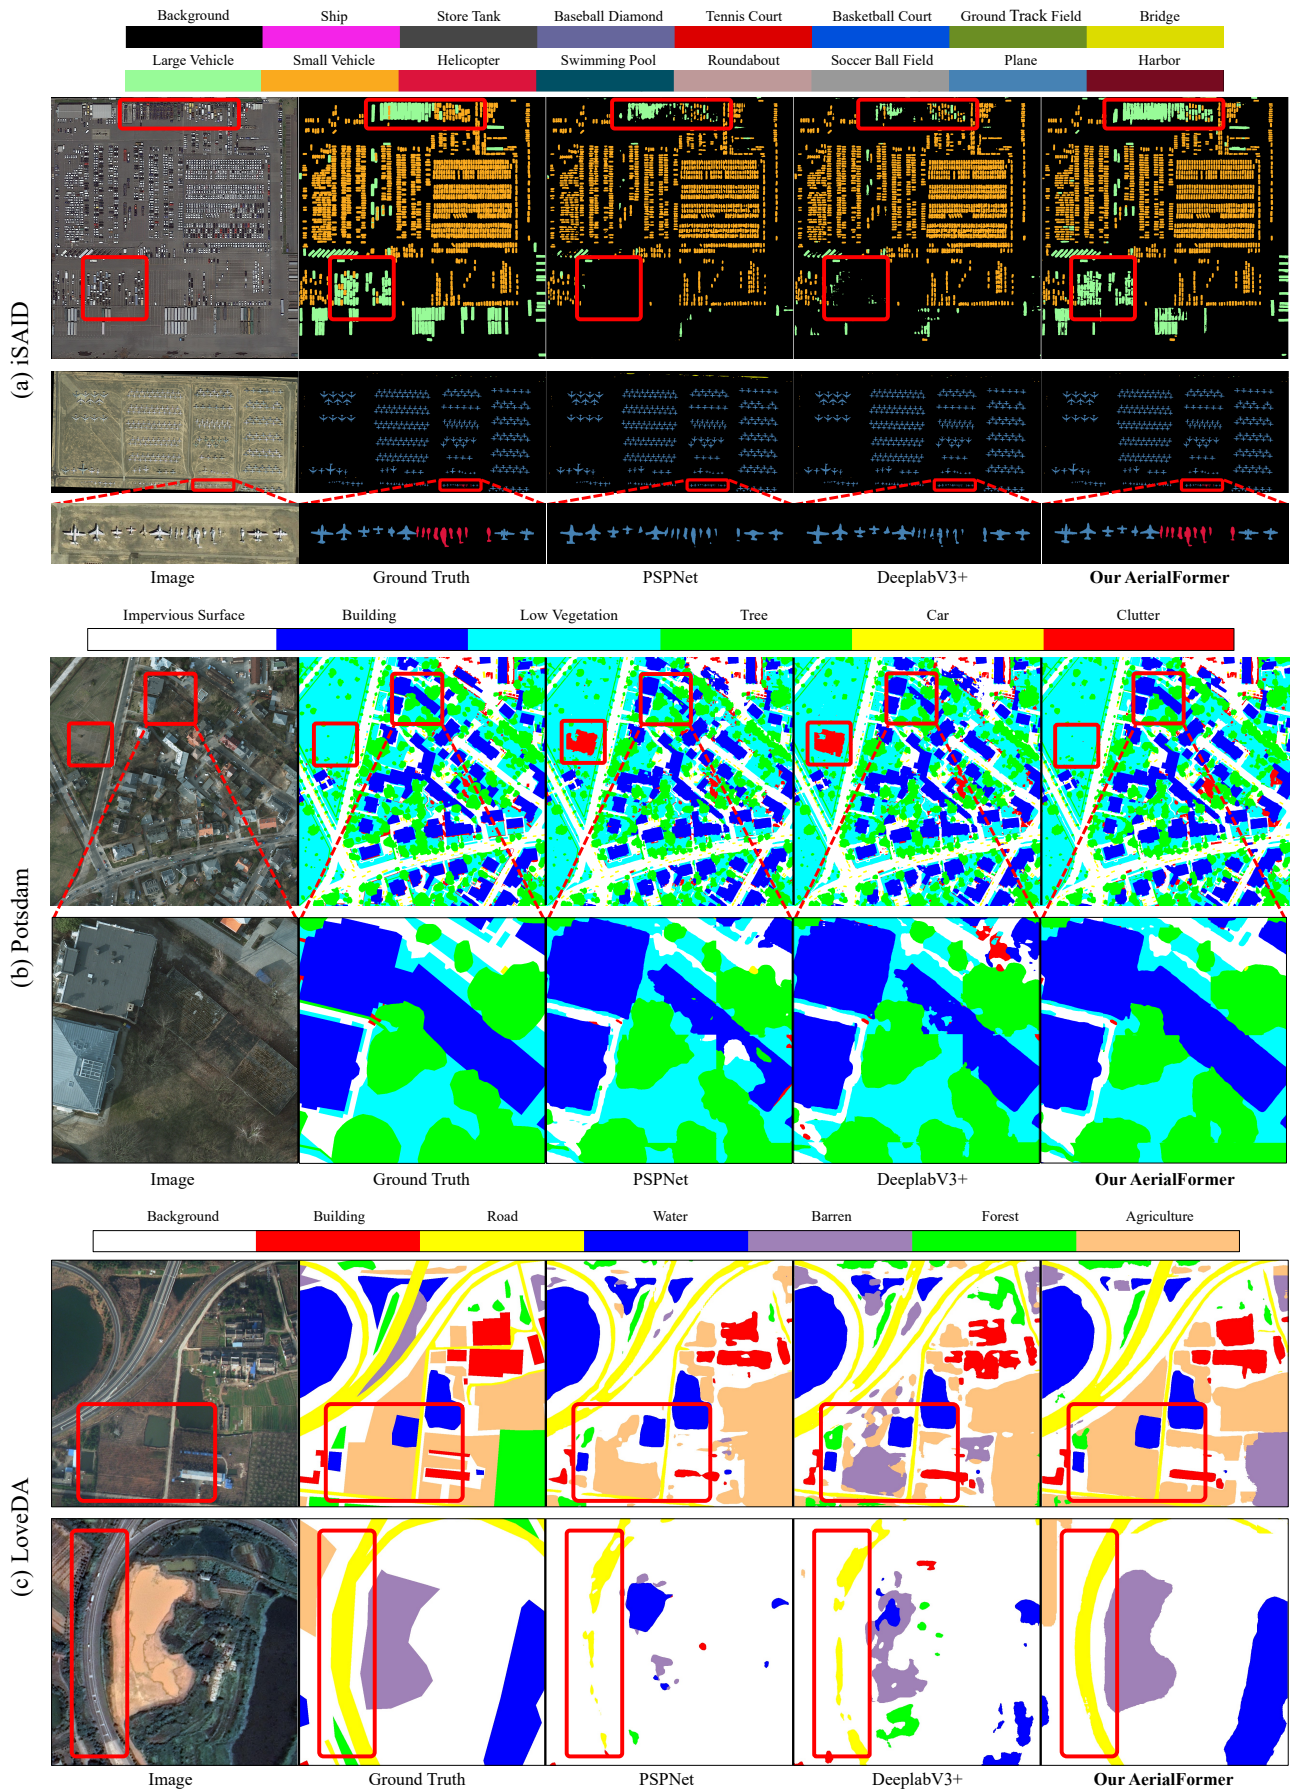 Background Ship Store Tank Baseball Diamond Tennis Court Basketball Court Ground Track Field Bridge
Large Vehicle Small Vehicle Helicopter Swimming Pool Roundabout Soccer Ball Field Plane Harbor
(a) iSAID
Image Ground Truth PSPNet DeeplabV3+ Our AerialFormer
Impervious Surface Building Low Vegetation Tree Car Clutter
(b) Potsdam
Image Ground Truth PSPNet DeeplabV3+ Our AerialFormer
Background Building Road Water Barren Forest Agriculture
(c) LoveDA
Image Ground Truth PSPNet DeeplabV3+ Our AerialFormer